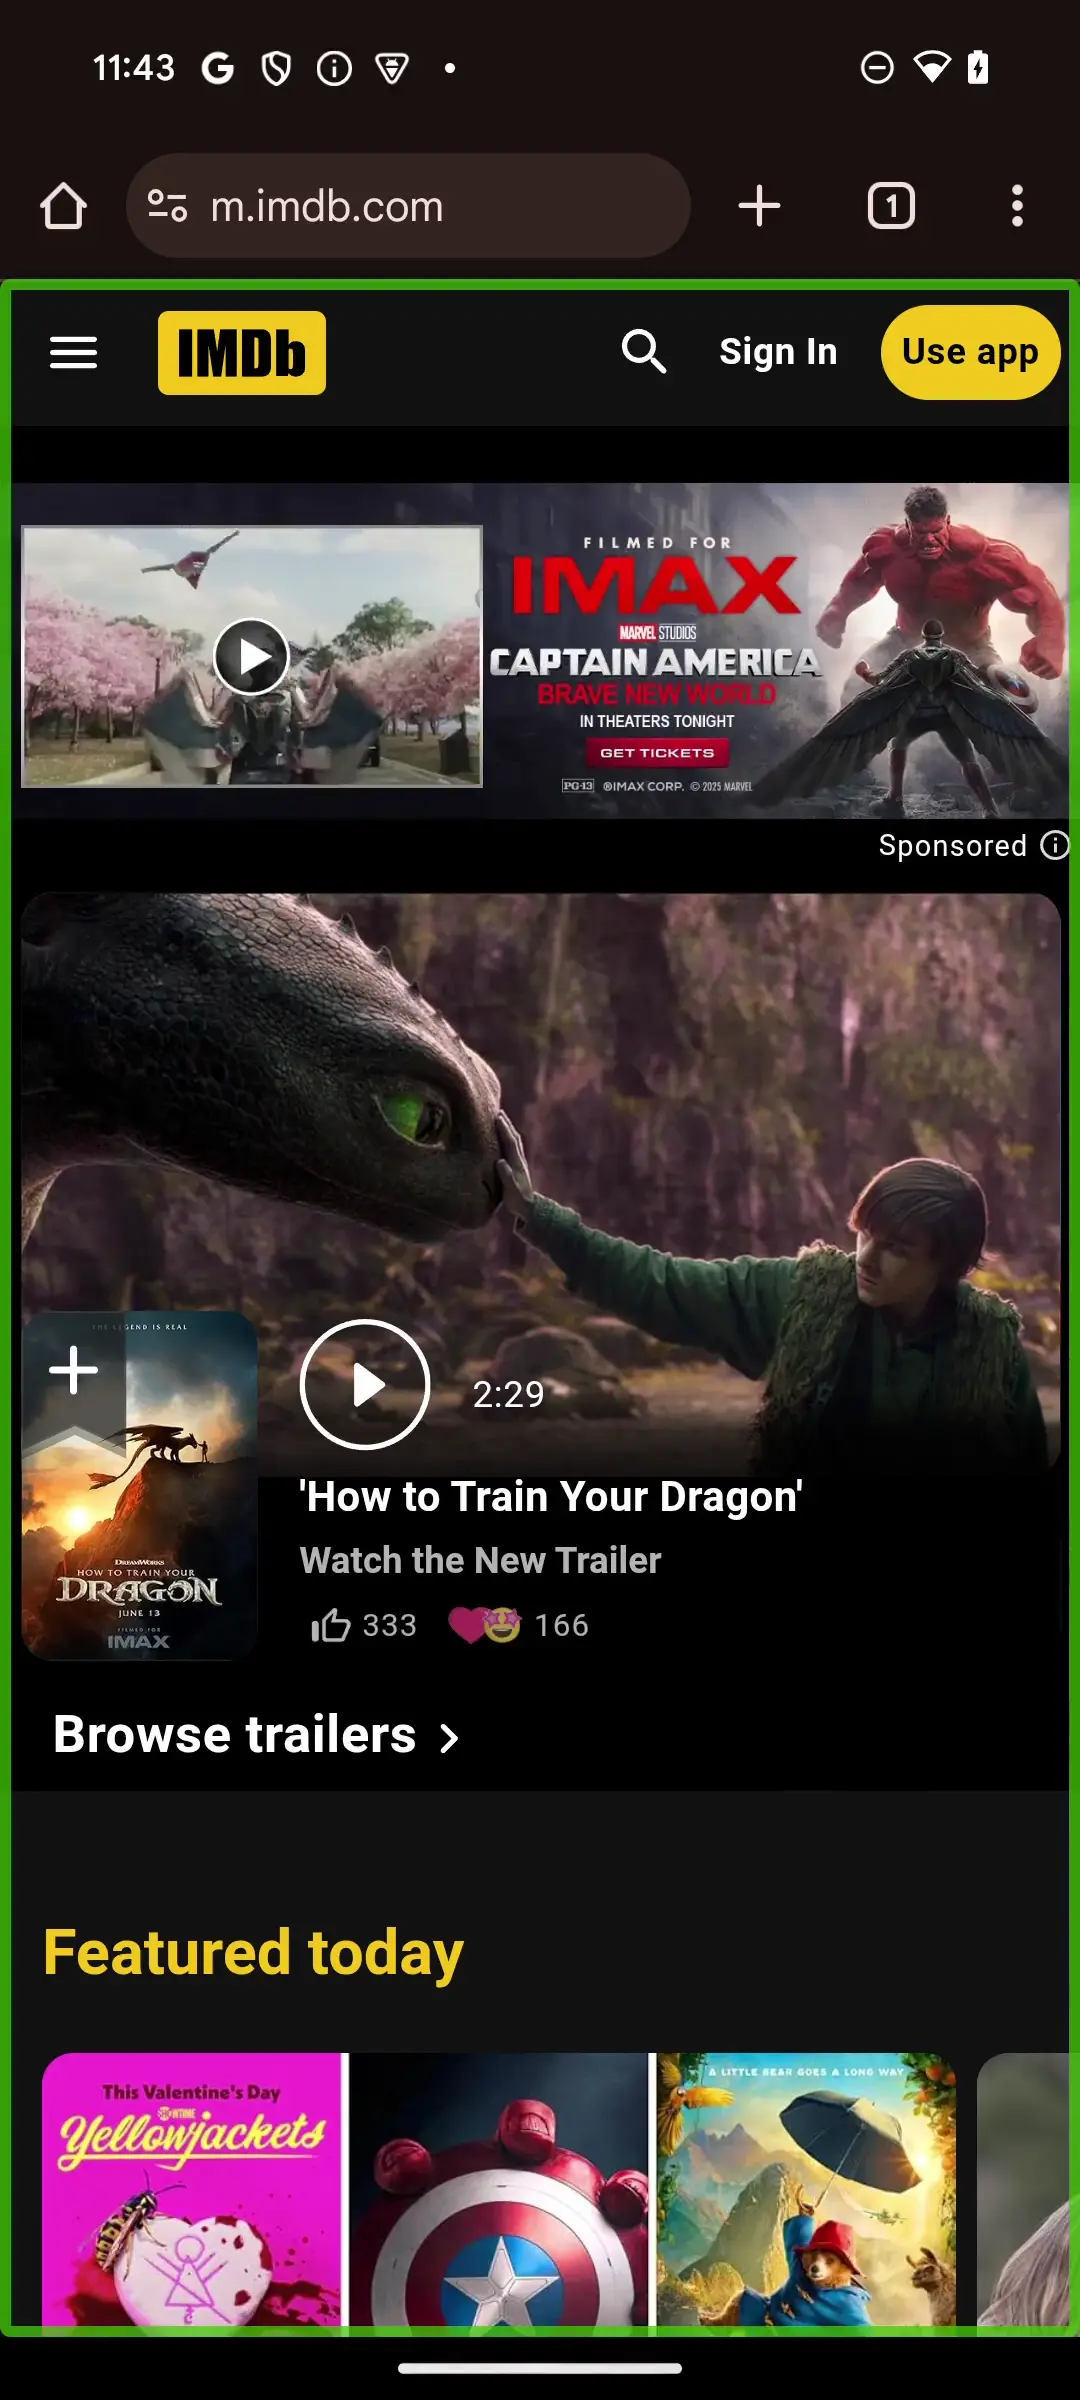 11:43
m.imdb.com
1
IMDb
Sign In
Use app
FILMED FOR
IMAX
MARVEL STUDIOS
CAPTAIN AMERICA
BRAVE NEW WORLD
IN THEATERS TONIGHT
GET TICKETS
PG-13 ®IMAX CORP. © 2025 MARVEL
Sponsored
THE LEGEND IS REAL
DREAMWORKS
HOW TO TRAIN YOUR
DRAGON
JUNE 13
FILMED FOR
IMAX
2:29
'How to Train Your Dragon'
Watch the New Trailer
333
166
Browse trailers
Featured today
This Valentine's Day
SHOWTIME
Yellowjackets
A LITTLE BEAR GOES A LONG WAY